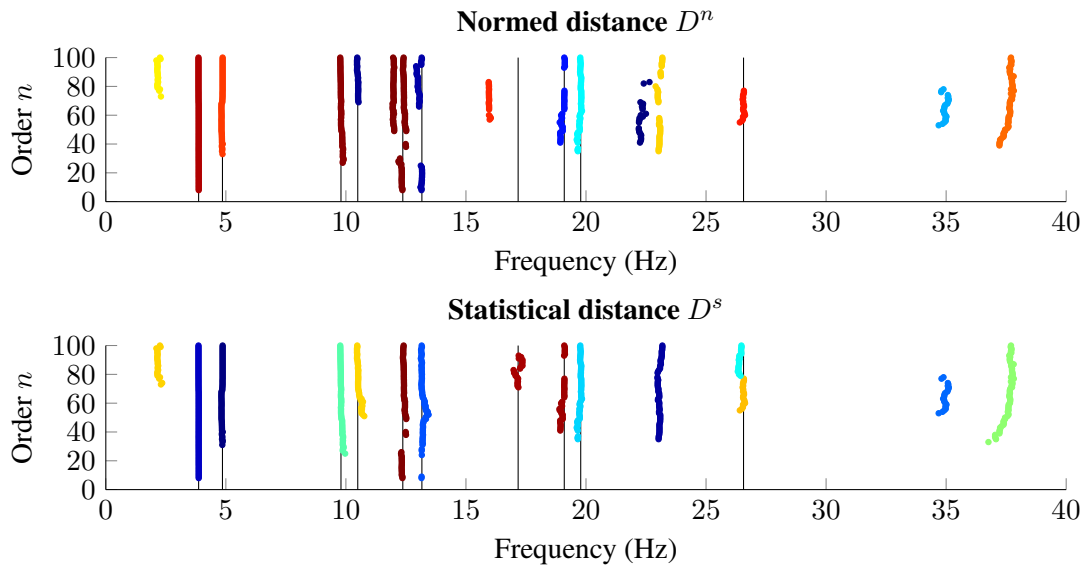 Normed distance Dⁿ
100
80
60
40
20
0
Order n
0 5 10 15 20 25 30 35 40
Frequency (Hz)
Statistical distance Dˢ
100
80
60
40
20
0
Order n
0 5 10 15 20 25 30 35 40
Frequency (Hz)